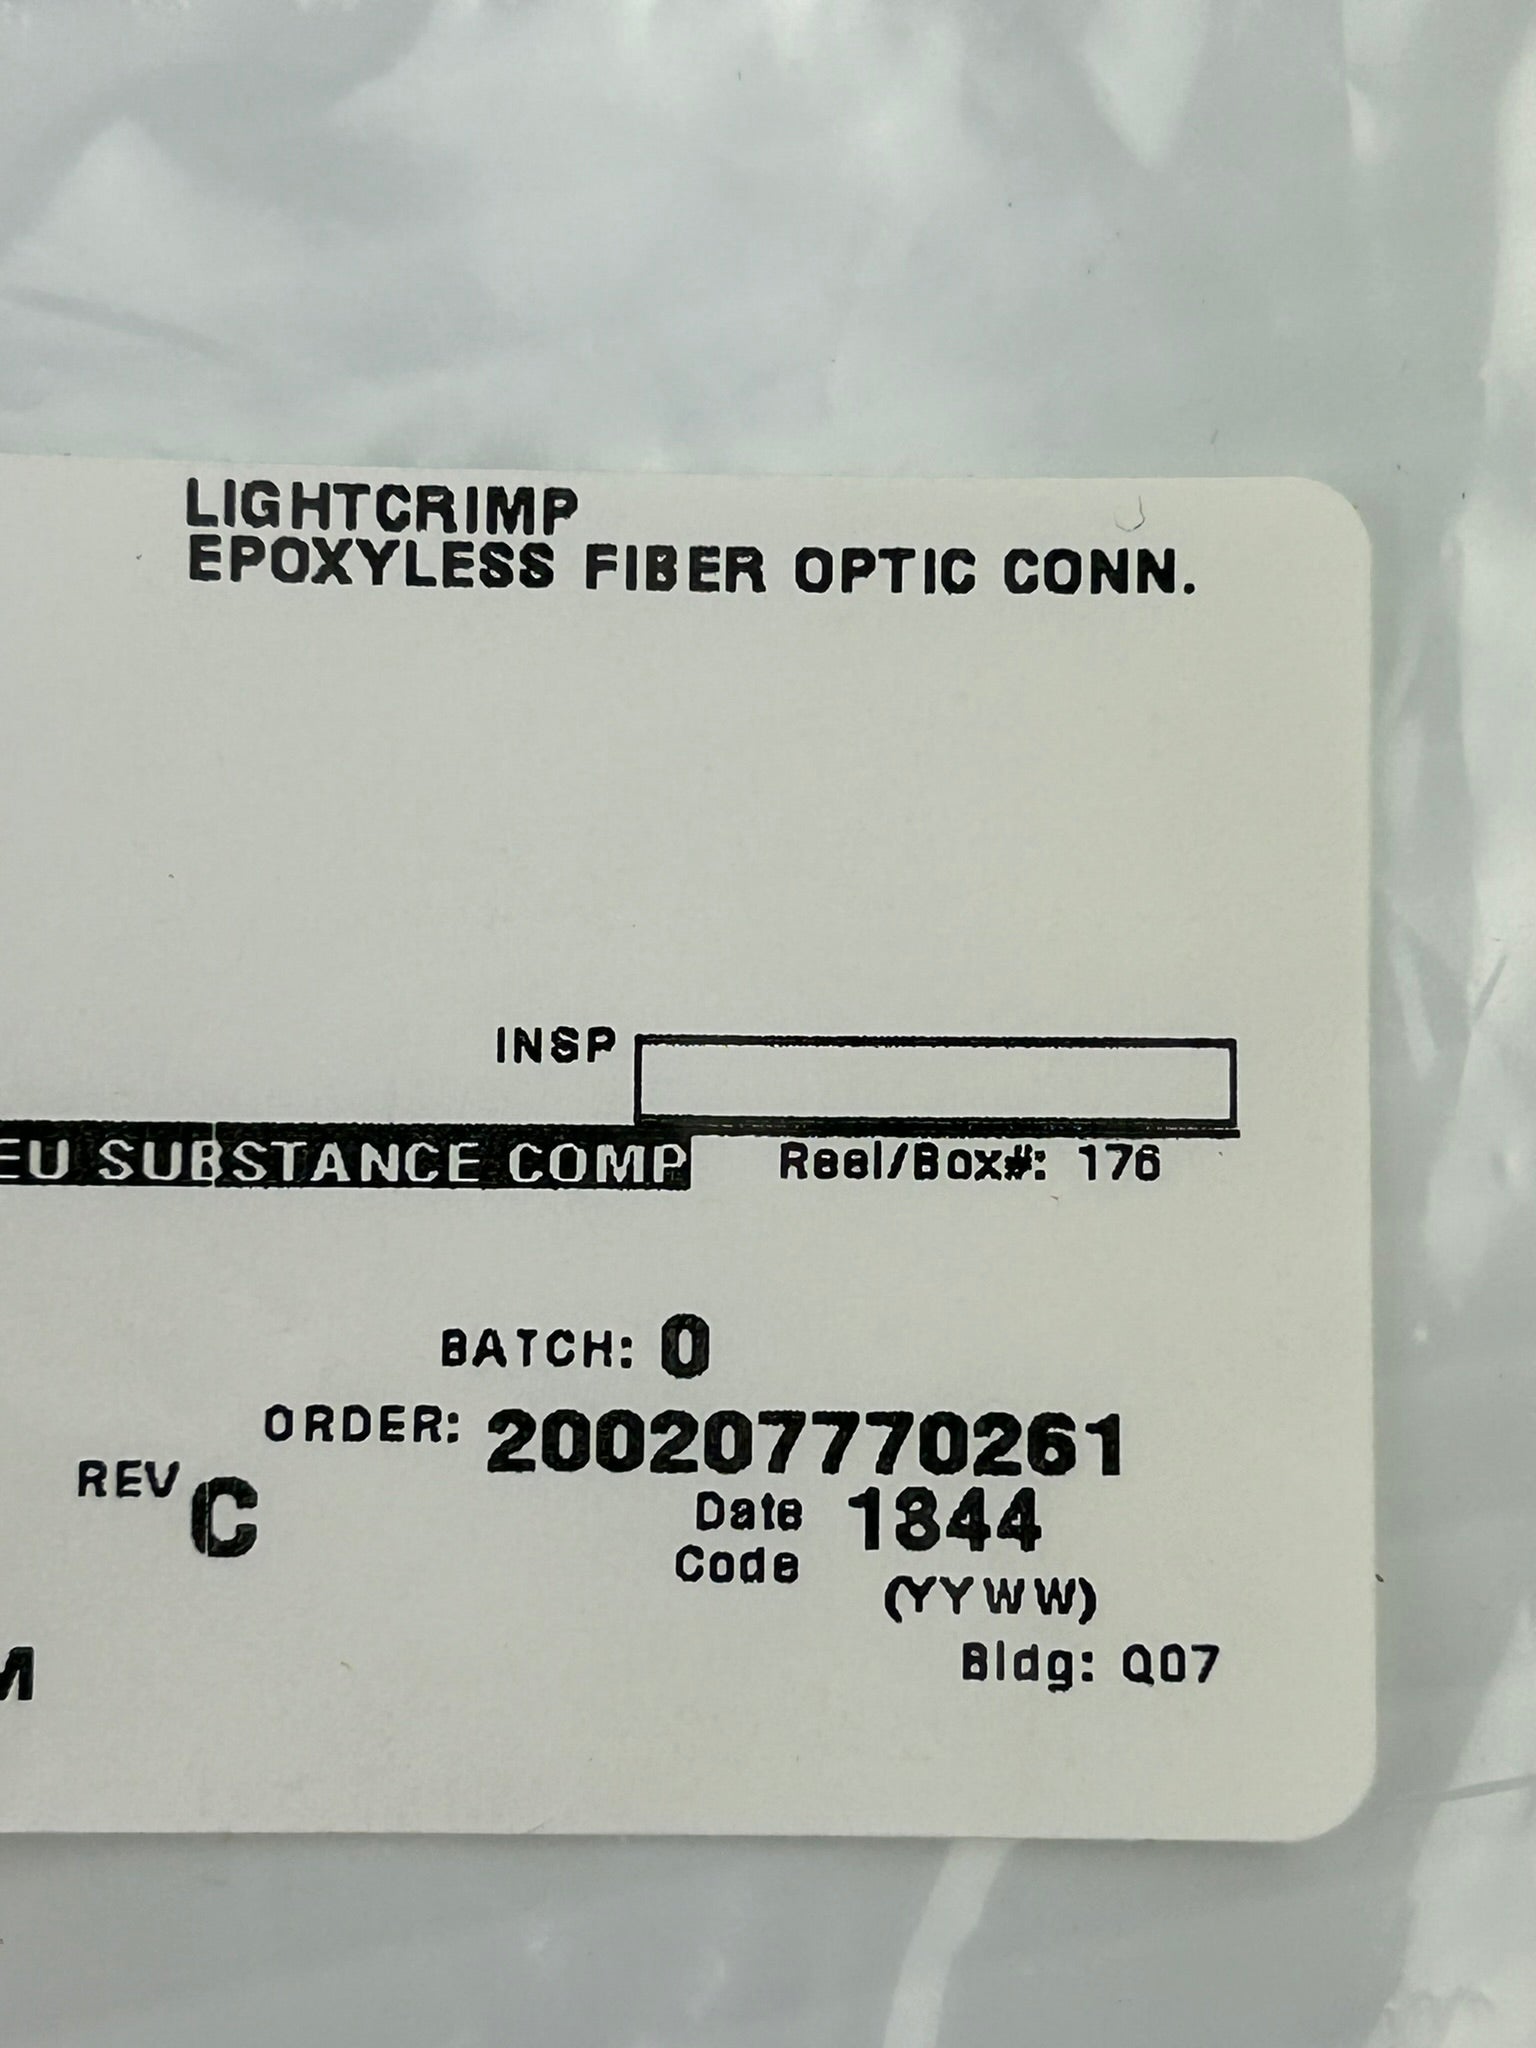 LIGHTCRIMP
EPOXYLESS FIBER OPTIC CONN.
INSP
EU SUBSTANCE COMP
Reel/Box#: 176
BATCH: 0
ORDER: 200207770261
REV C
Date Code 1344
(YYWW)
Bldg: Q07
M